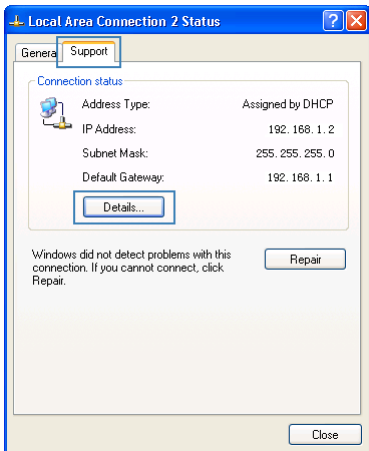 Local Area Connection 2 Status
General Support
Connection status
Address Type: Assigned by DHCP
IP Address: 192.168.1.2
Subnet Mask: 255.255.255.0
Default Gateway: 192.168.1.1
Details...
Windows did not detect problems with this
connection. If you cannot connect, click
Repair.
Repair
Close